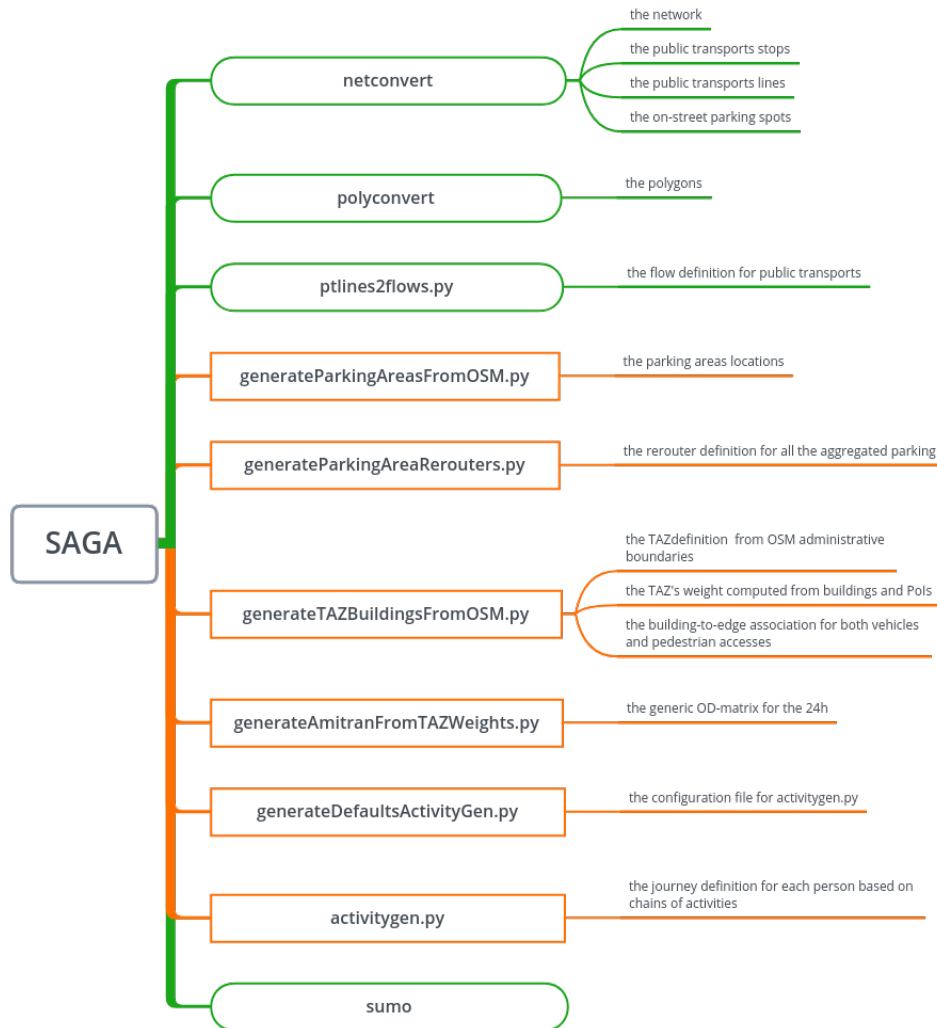 the network
the public transports stops
netconvert
the public transports lines
the on-street parking spots
polyconvert
the polygons
ptlines2flows.py
the flow definition for public transports
generateParkingAreasFromOSM.py
the parking areas locations
generateParkingAreaRerouters.py
the rerouter definition for all the aggregated parking
SAGA
the TAZdefinition from OSM administrative
boundaries
generateTAZBuildingsFromOSM.py
the TAZ's weight computed from buildings and PoIs
the building-to-edge association for both vehicles
and pedestrian accesses
generateAmitranFromTAZWeights.py
the generic OD-matrix for the 24h
generateDefaultsActivityGen.py
the configuration file for activitygen.py
activitygen.py
the journey definition for each person based on
chains of activities
sumo